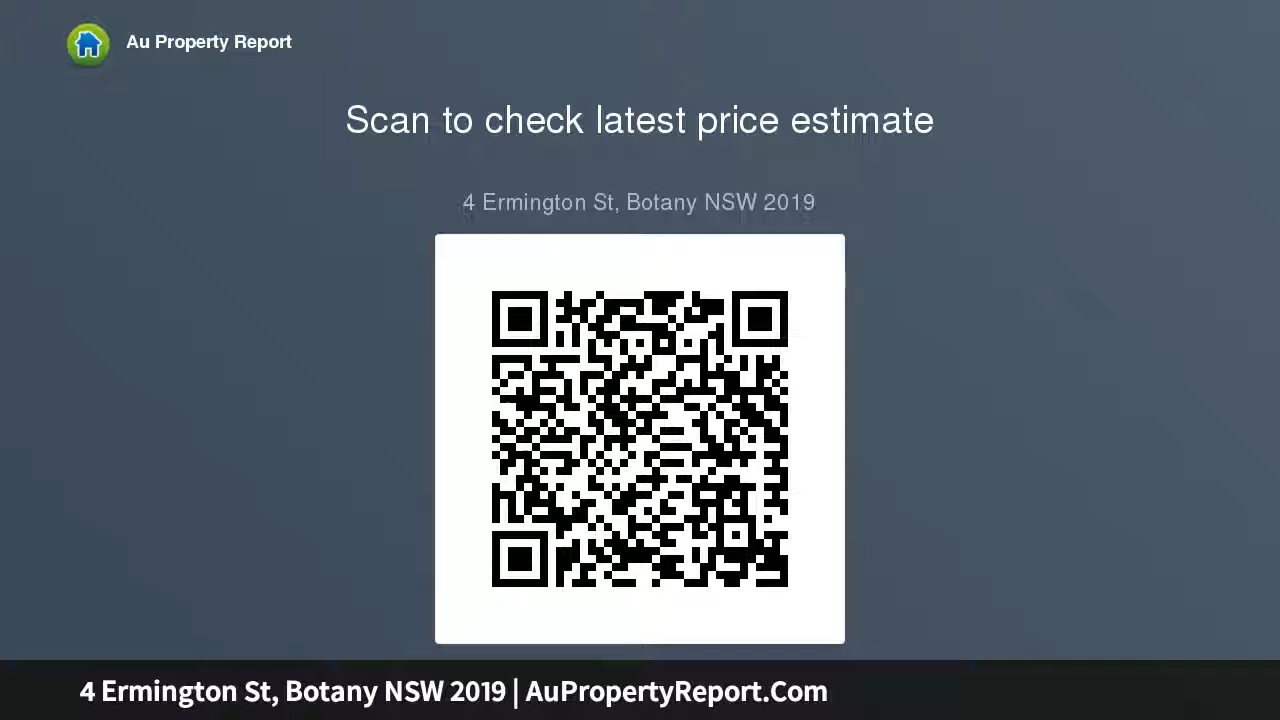 Au Property Report
Scan to check latest price estimate
4 Ermington St, Botany NSW 2019
4 Ermington St, Botany NSW 2019 | AuPropertyReport.Com